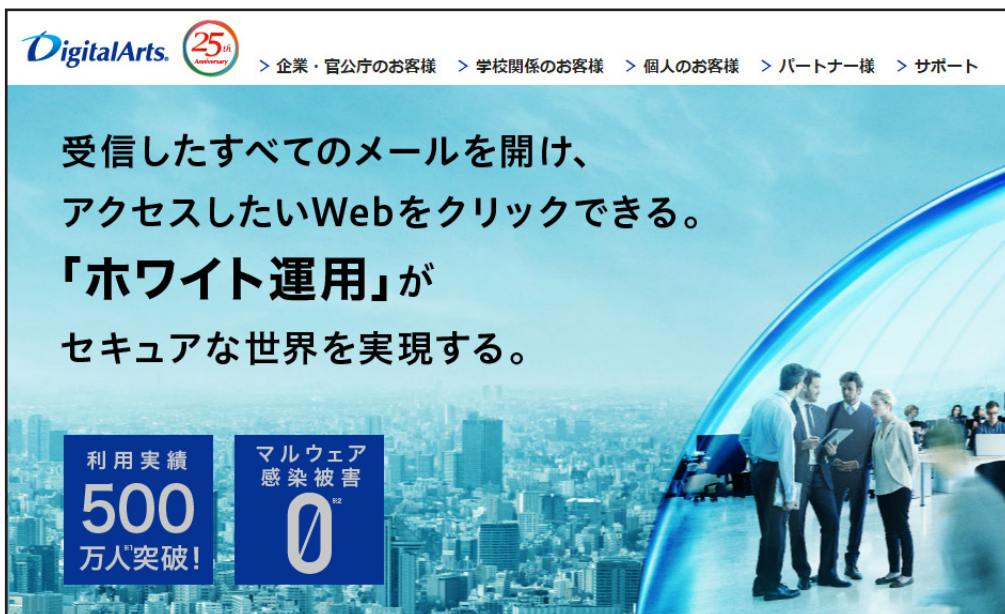 DigitalArts.
25th
Anniversary
> 企業・官公庁のお客様 > 学校関係のお客様 > 個人のお客様 > パートナー様 > サポート
受信したすべてのメールを開け、
アクセスしたいWebをクリックできる。
「ホワイト運用」が
セキュアな世界を実現する。
利用実績
500
万人※1突破!
マルウェア
感染被害
0※2